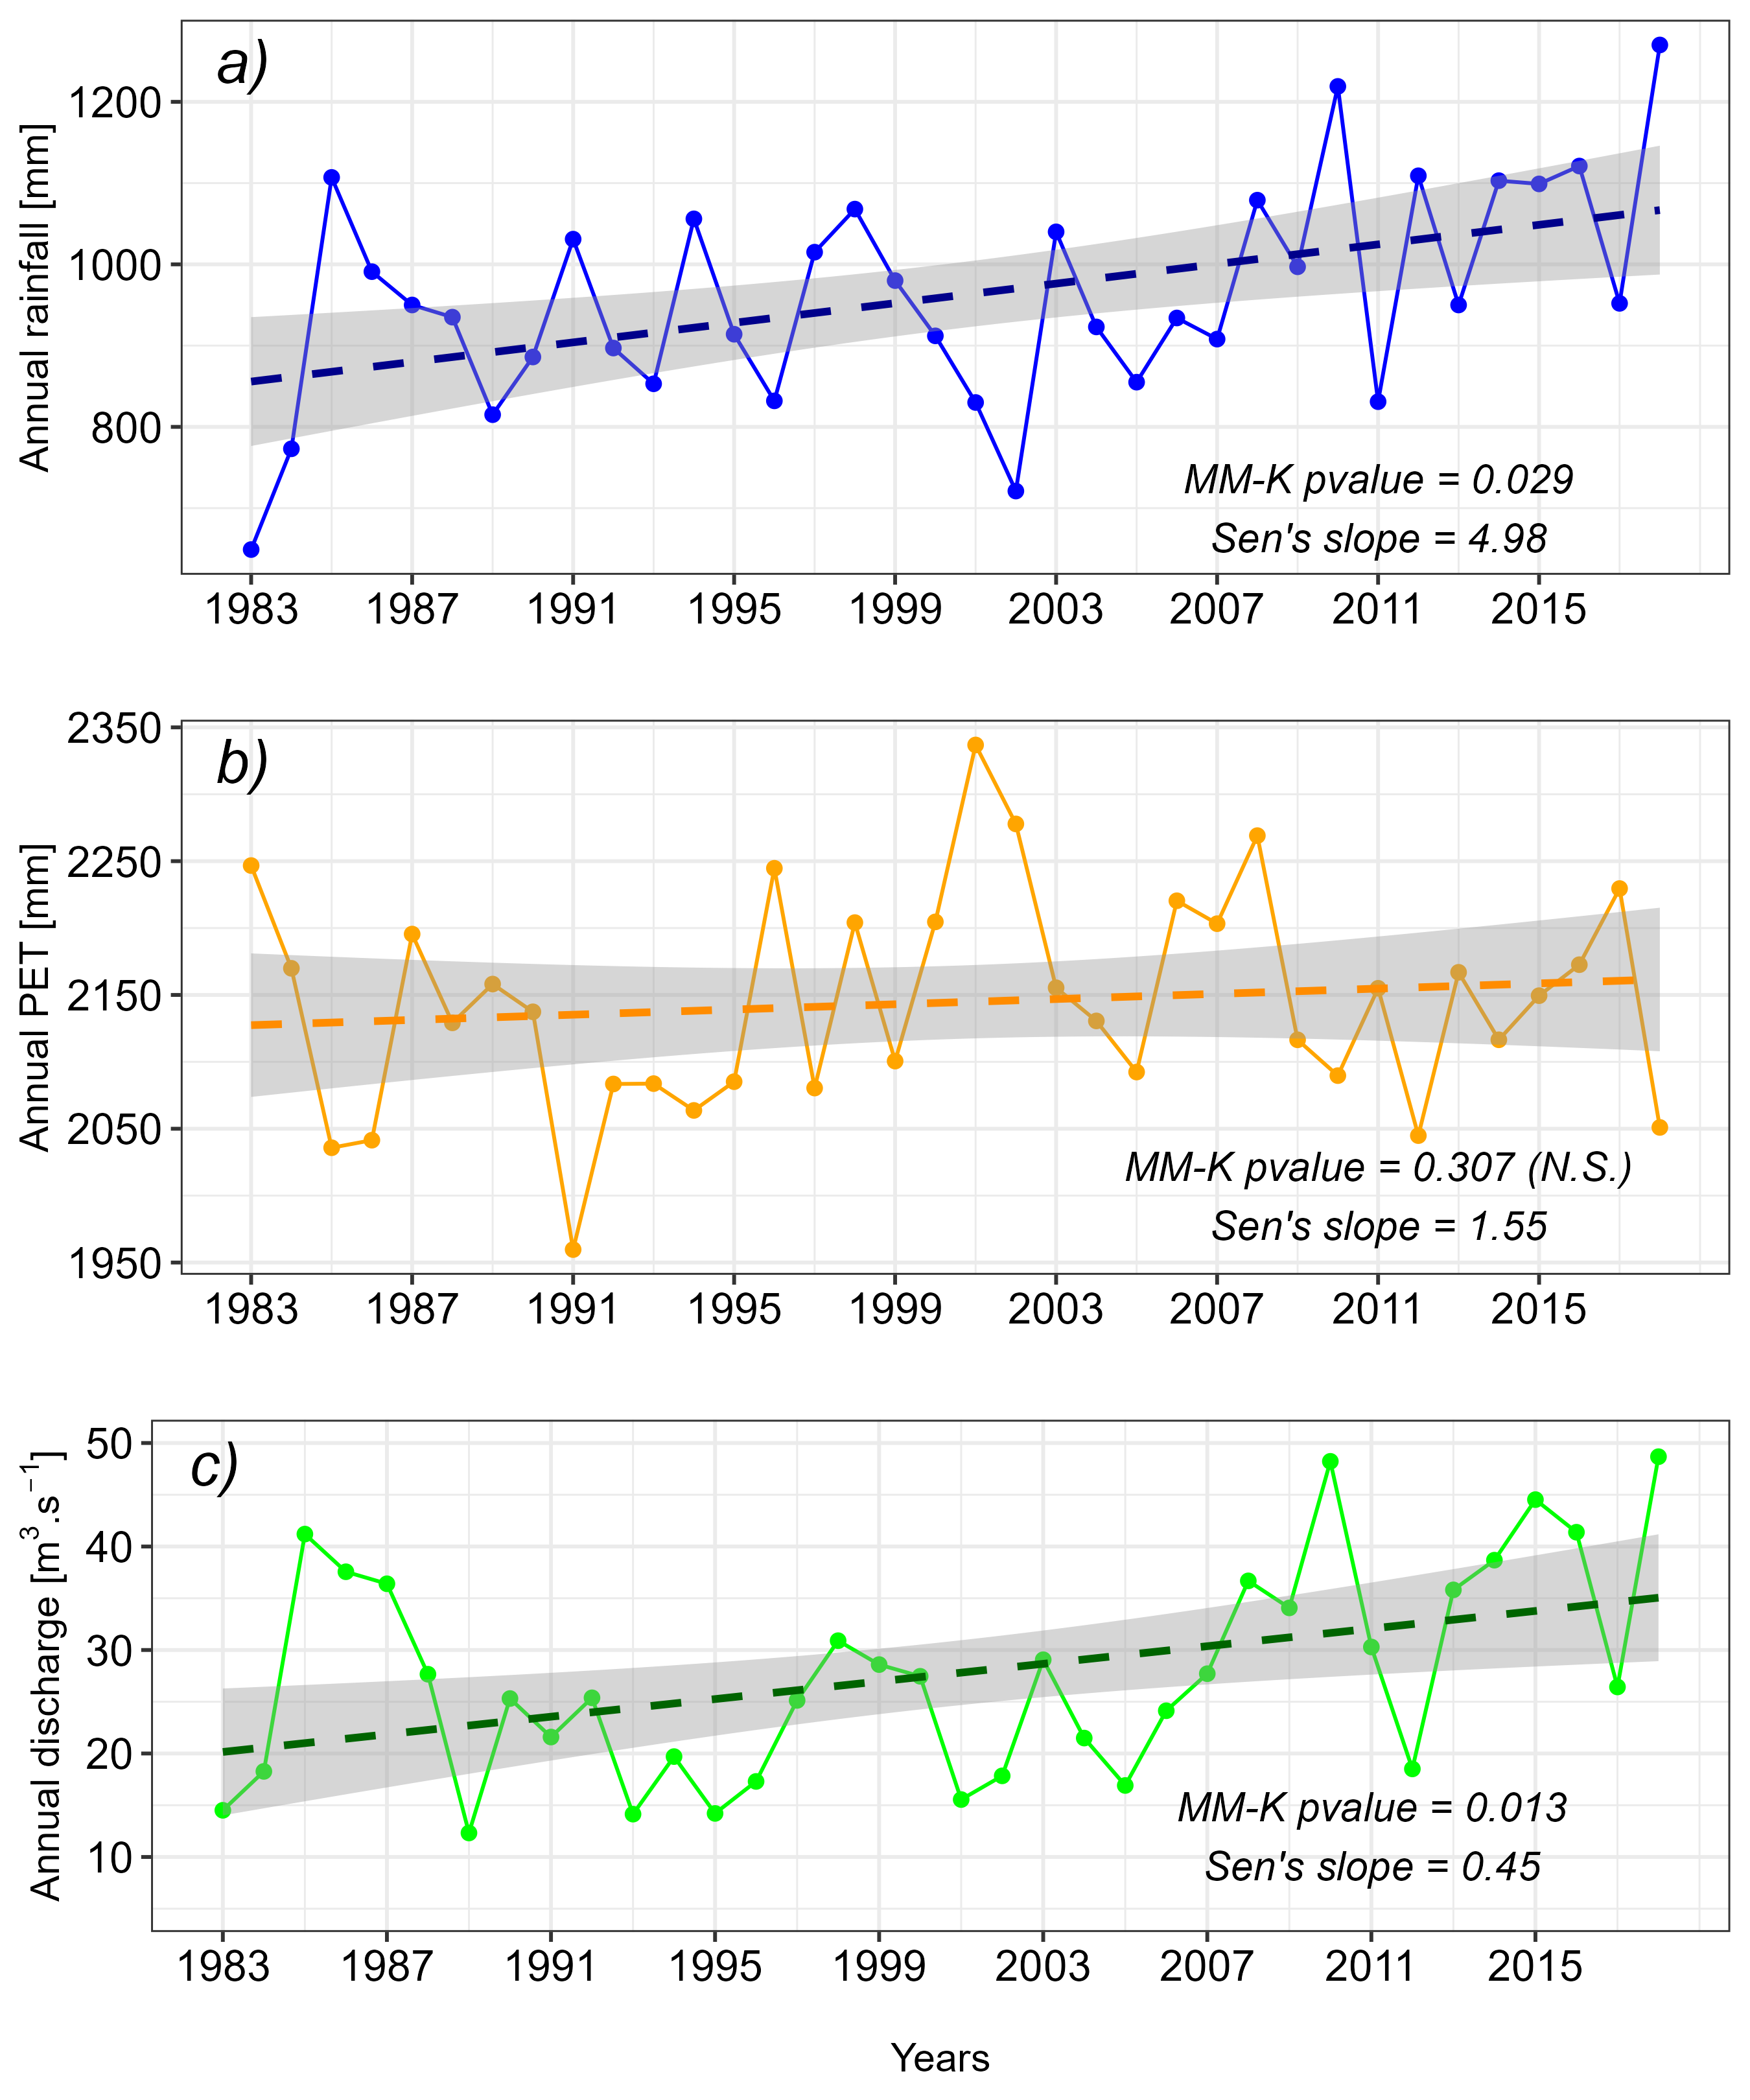 a)
Annual rainfall [mm]
1200
1000
800
MM-K pvalue = 0.029
Sen's slope = 4.98
1983 1987 1991 1995 1999 2003 2007 2011 2015
b)
Annual PET [mm]
2350
2250
2150
2050
1950
MM-K pvalue = 0.307 (N.S.)
Sen's slope = 1.55
1983 1987 1991 1995 1999 2003 2007 2011 2015
c)
Annual discharge [m³.s⁻¹]
50
40
30
20
10
MM-K pvalue = 0.013
Sen's slope = 0.45
1983 1987 1991 1995 1999 2003 2007 2011 2015
Years